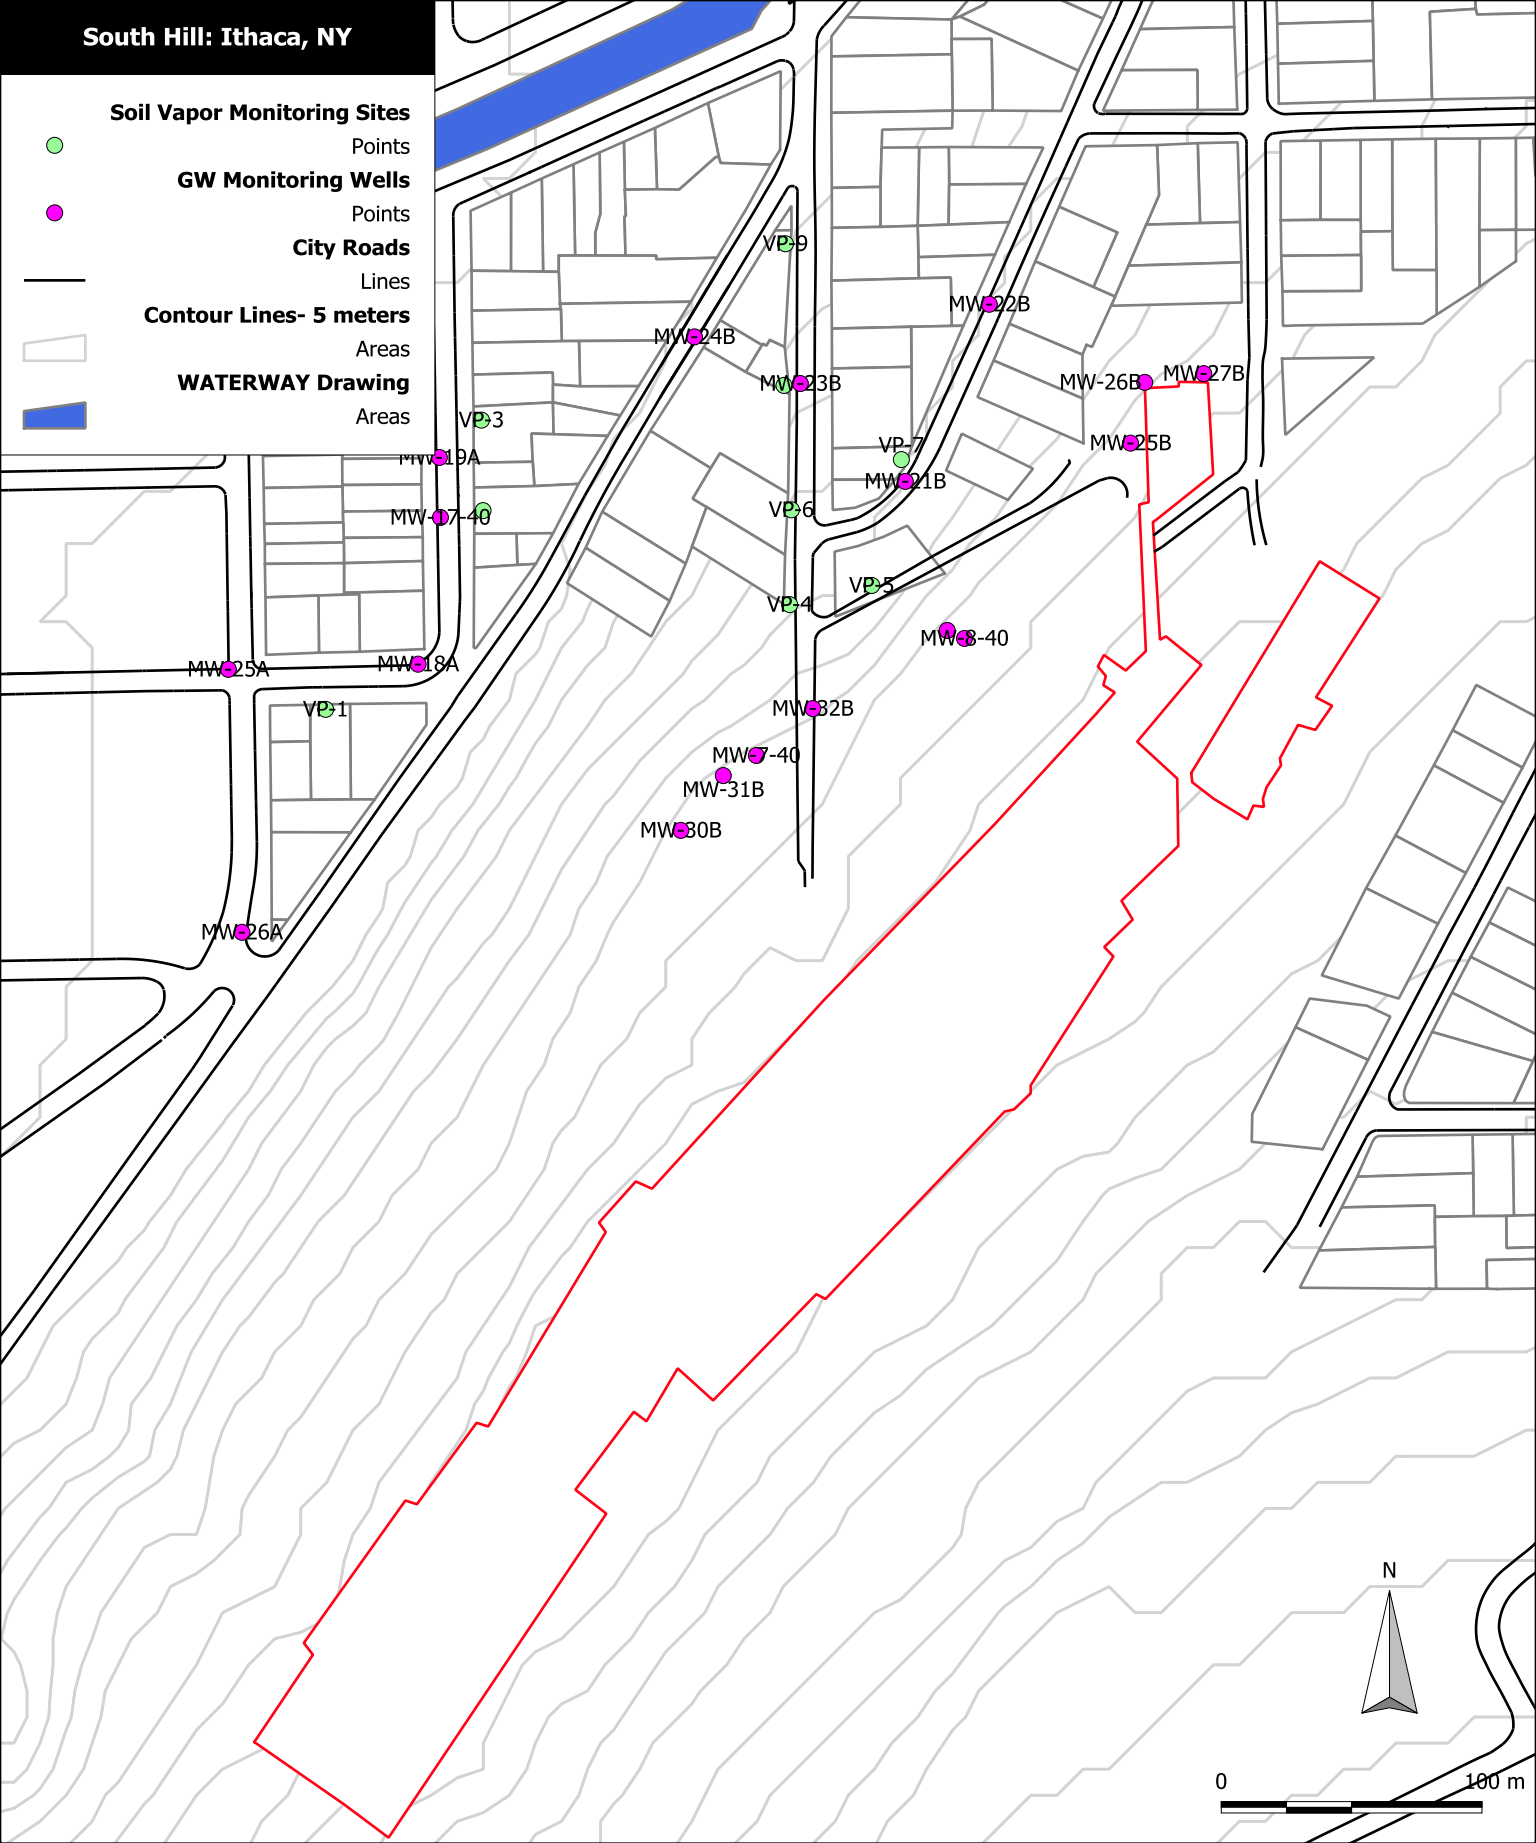 South Hill: Ithaca, NY
Soil Vapor Monitoring Sites
Points
GW Monitoring Wells
Points
City Roads
Lines
Contour Lines- 5 meters
Areas
WATERWAY Drawing
Areas
VP-9
MW-22B
MW-24B
MW-23B
MW-26B
MW-27B
VP-3
MW-25B
VP-7
MW-19A
MW-21B
VP-6
MW-17-40
VP-5
VP-4
MW-8-40
MW-18A
MW-25A
VP-1
MW-32B
MW-7-40
MW-31B
MW-30B
MW-26A
N
0
100 m